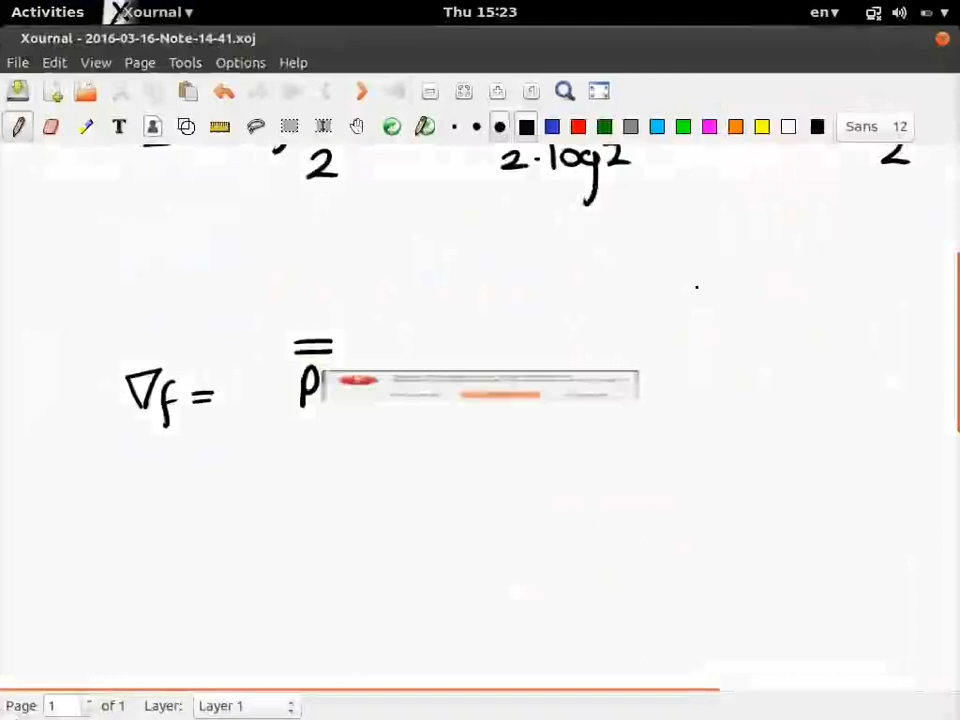 Activities Xournal ▾ Thu 15:23 en ▾
Xournal - 2016-03-16-Note-14-41.xoj
File Edit View Page Tools Options Help
T Sans 12
2 2·log2 2
=
∇f = P
Page 1 of 1 Layer: Layer 1